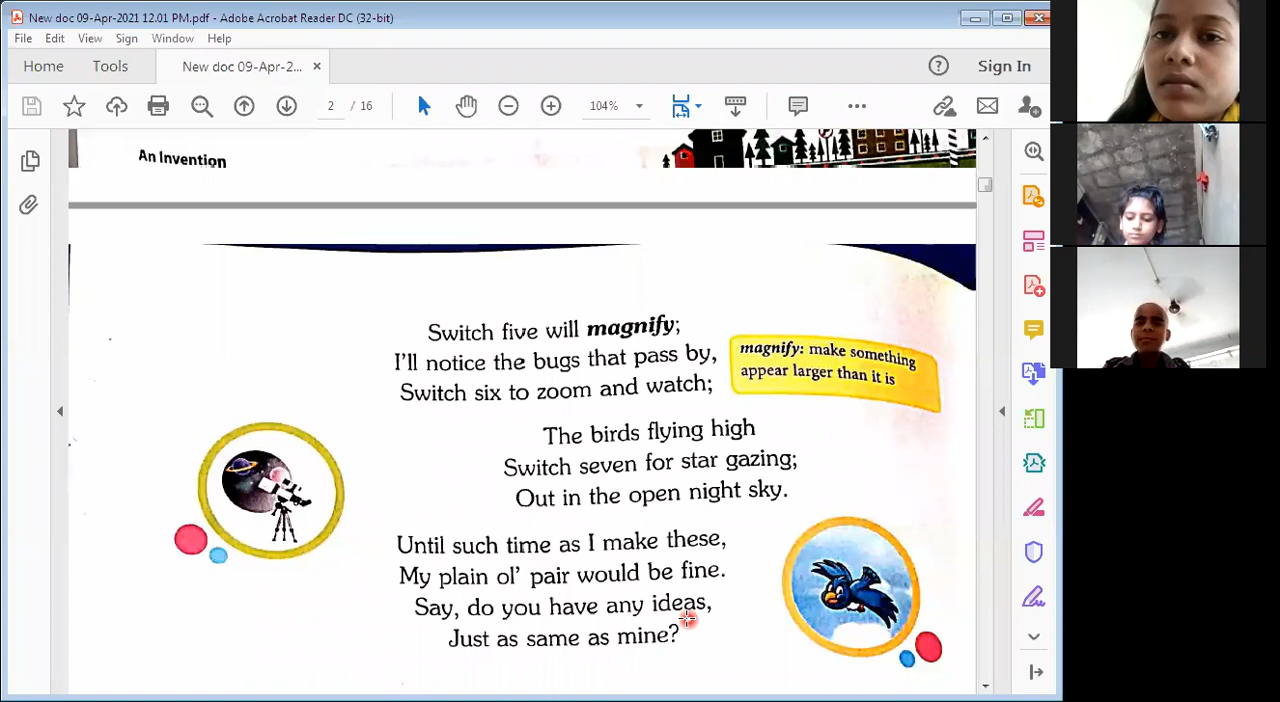 New doc 09-Apr-2021 12.01 PM.pdf - Adobe Acrobat Reader DC (32-bit)
File Edit View Sign Window Help
Home Tools New doc 09-Apr-2... × Sign In
2 / 16 104%
An Invention
Switch five will magnify;
I'll notice the bugs that pass by,
Switch six to zoom and watch;
magnify: make something
appear larger than it is
The birds flying high
Switch seven for star gazing;
Out in the open night sky.
Until such time as I make these,
My plain ol' pair would be fine.
Say, do you have any ideas,
Just as same as mine?